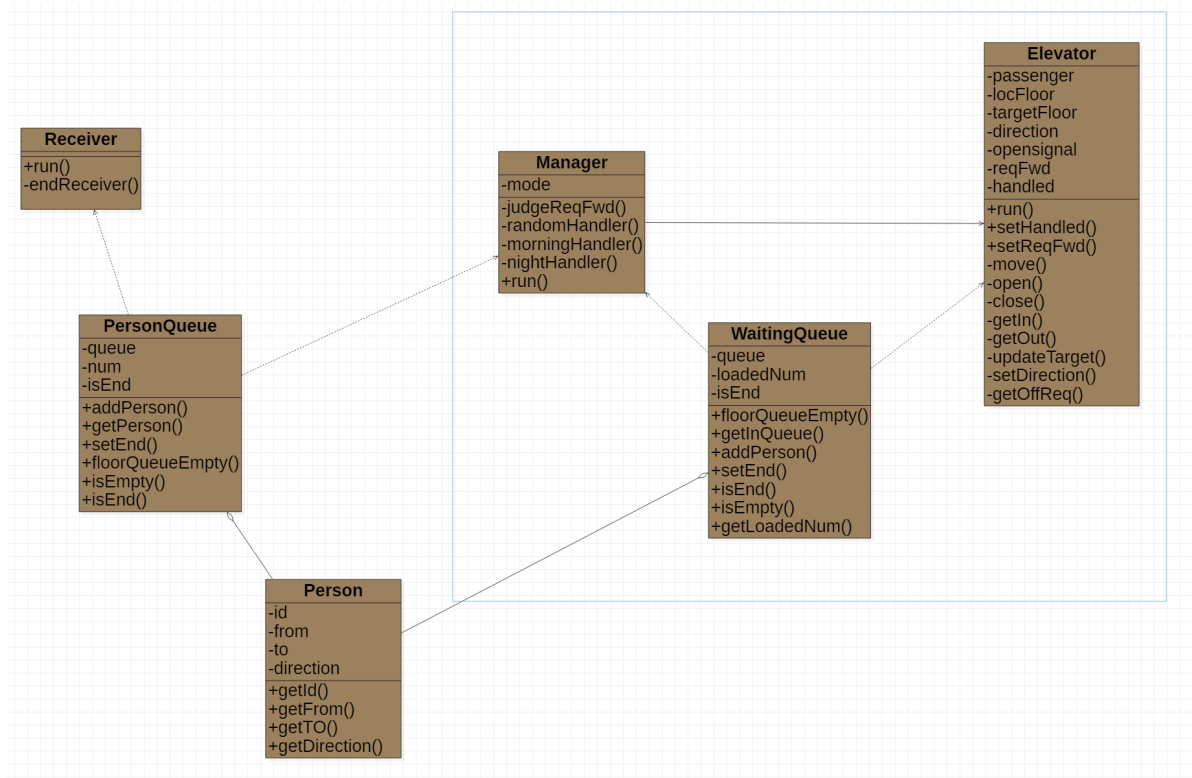 Receiver
+run()
-endReceiver()
PersonQueue
-queue
-num
-isEnd
+addPerson()
+getPerson()
+setEnd()
+floorQueueEmpty()
+isEmpty()
+isEnd()
Person
-id
-from
-to
-direction
+getId()
+getFrom()
+getTO()
+getDirection()
Manager
-mode
-judgeReqFwd()
-randomHandler()
-morningHandler()
-nightHandler()
+run()
WaitingQueue
-queue
-loadedNum
-isEnd
+floorQueueEmpty()
+getInQueue()
+addPerson()
+setEnd()
+isEnd()
+isEmpty()
+getLoadedNum()
Elevator
-passenger
-locFloor
-targetFloor
-direction
-opensignal
-reqFwd
-handled
+run()
+setHandled()
+setReqFwd()
-move()
-open()
-close()
-getIn()
-getOut()
-updateTarget()
-setDirection()
-getOffReq()